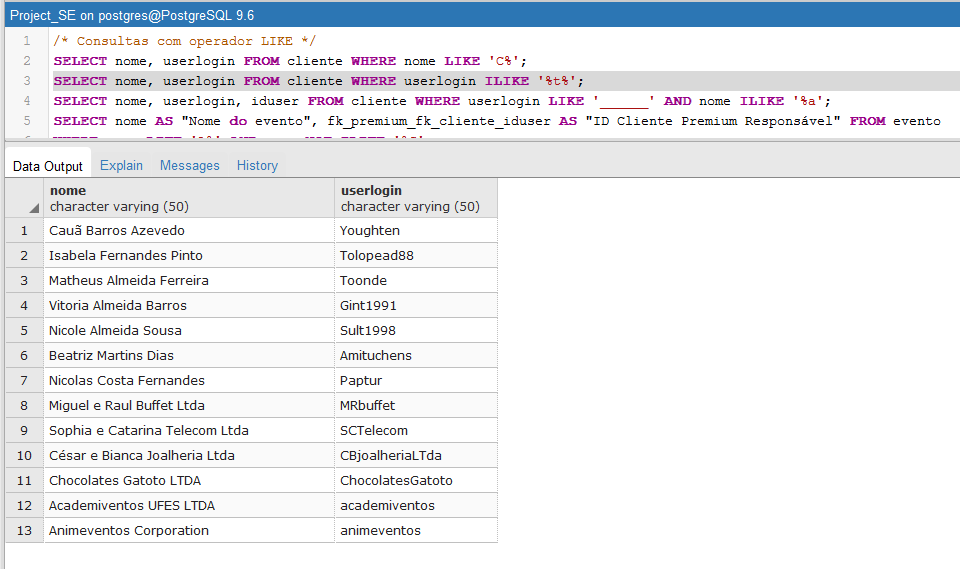 Project_SE on postgres@PostgreSQL 9.6
1 /* Consultas com operador LIKE */
2 SELECT nome, userlogin FROM cliente WHERE nome LIKE 'C%';
3 SELECT nome, userlogin FROM cliente WHERE userlogin ILIKE '%t%';
4 SELECT nome, userlogin, iduser FROM cliente WHERE userlogin LIKE '______' AND nome ILIKE '%a';
5 SELECT nome AS "Nome do evento", fk_premium_fk_cliente_iduser AS "ID Cliente Premium Responsável" FROM evento
Data Output Explain Messages History
nome userlogin
character varying (50) character varying (50)
1 Cauã Barros Azevedo Youghten
2 Isabela Fernandes Pinto Tolopead88
3 Matheus Almeida Ferreira Toonde
4 Vitoria Almeida Barros Gint1991
5 Nicole Almeida Sousa Sult1998
6 Beatriz Martins Dias Amituchens
7 Nicolas Costa Fernandes Paptur
8 Miguel e Raul Buffet Ltda MRbuffet
9 Sophia e Catarina Telecom Ltda SCTelecom
10 César e Bianca Joalheria Ltda CBjoalheriaLTda
11 Chocolates Gatoto LTDA ChocolatesGatoto
12 Academiventos UFES LTDA academiventos
13 Animeventos Corporation animeventos